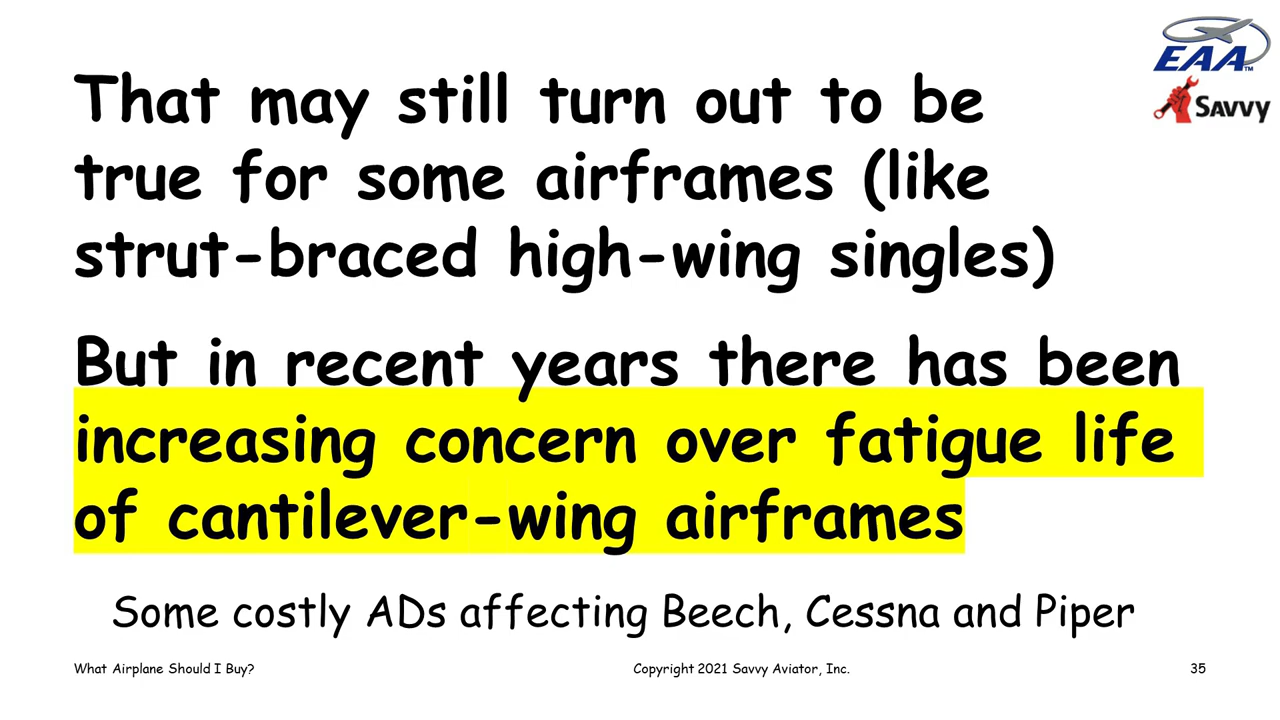 EAA™
SAVVY
That may still turn out to be
true for some airframes (like
strut-braced high-wing singles)
But in recent years there has been
increasing concern over fatigue life
of cantilever-wing airframes
Some costly ADs affecting Beech, Cessna and Piper
What Airplane Should I Buy?
Copyright 2021 Savvy Aviator, Inc.
35